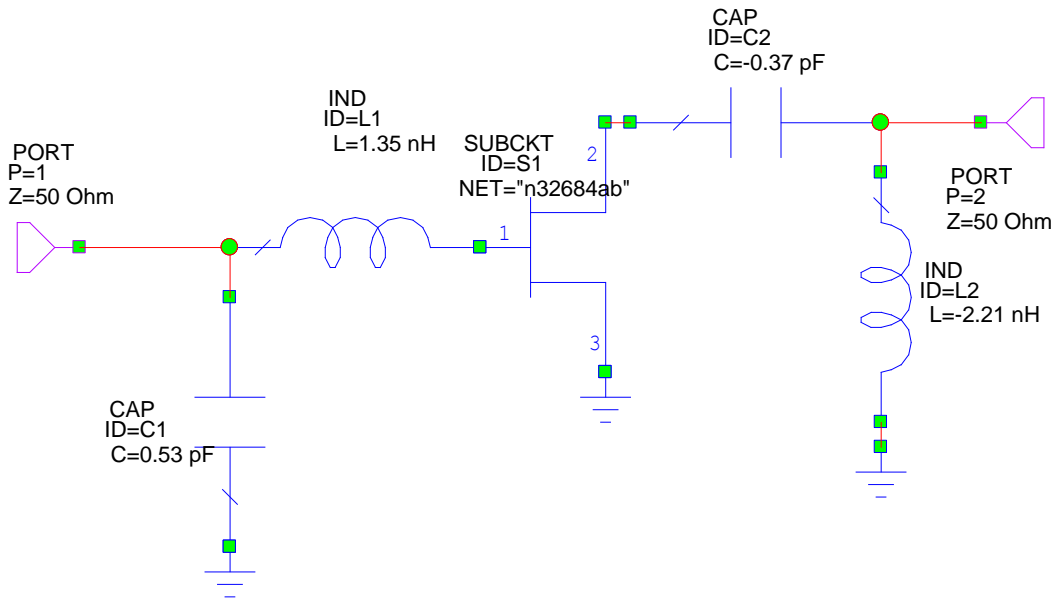 CAP
ID=C2
C=-0.37 pF
IND
ID=L1
L=1.35 nH
SUBCKT
ID=S1
NET="n32684ab"
2
1
3
PORT
P=1
Z=50 Ohm
PORT
P=2
Z=50 Ohm
IND
ID=L2
L=-2.21 nH
CAP
ID=C1
C=0.53 pF